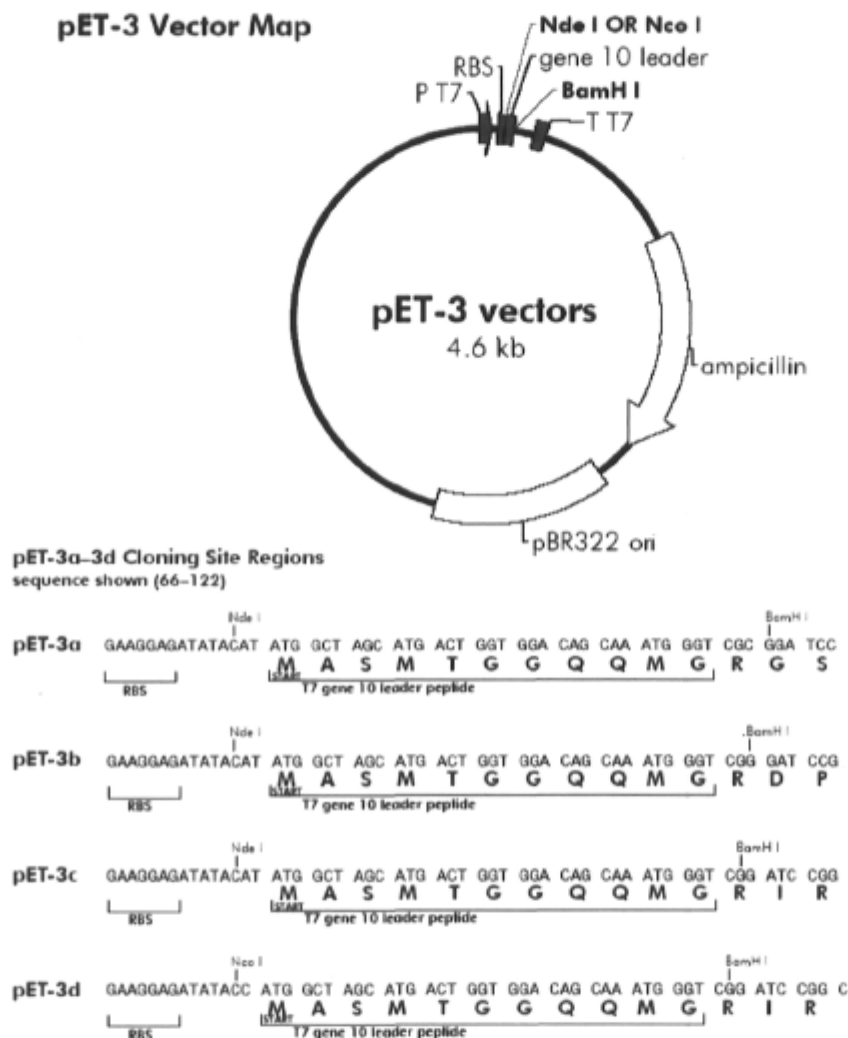 pET-3 Vector Map
Nde I OR Nco I
RBS
gene 10 leader
P T7
BamH I
T T7
pET-3 vectors
4.6 kb
ampicillin
pBR322 ori
pET-3a–3d Cloning Site Regions
sequence shown (66–122)
Nde I
BamH I
pET-3a GAAGGAGATATACAT ATG GCT AGC ATG ACT GGT GGA CAG CAA ATG GGT CGC GGA TCC
M A S M T G G Q Q M G R G S
START
RBS
T7 gene 10 leader peptide
Nde I
BamH I
pET-3b GAAGGAGATATACAT ATG GCT AGC ATG ACT GGT GGA CAG CAA ATG GGT CGG GAT CCG
M A S M T G G Q Q M G R D P
START
RBS
T7 gene 10 leader peptide
Nde I
BamH I
pET-3c GAAGGAGATATACAT ATG GCT AGC ATG ACT GGT GGA CAG CAA ATG GGT CGG ATC CGG
M A S M T G G Q Q M G R I R
START
RBS
T7 gene 10 leader peptide
Nco I
BamH I
pET-3d GAAGGAGATATACC ATG GCT AGC ATG ACT GGT GGA CAG CAA ATG GGT CGG ATC CGG C
M A S M T G G Q Q M G R I R
START
RBS
T7 gene 10 leader peptide